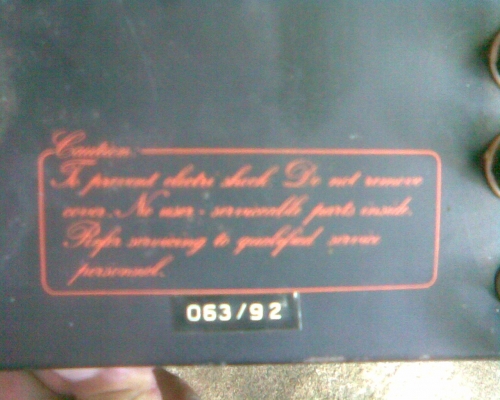 Caution.
To prevent electri shock. Do not remove
cover. No user-serviceable parts inside.
Refer servicing to qualified service
personnel.
063/92